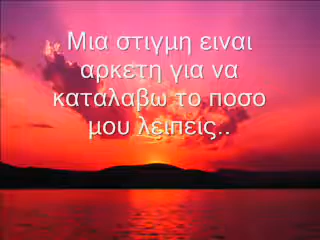 Μια στιγμη ειναι
αρκετη για να
καταλαβω το ποσο
μου λειπεις..